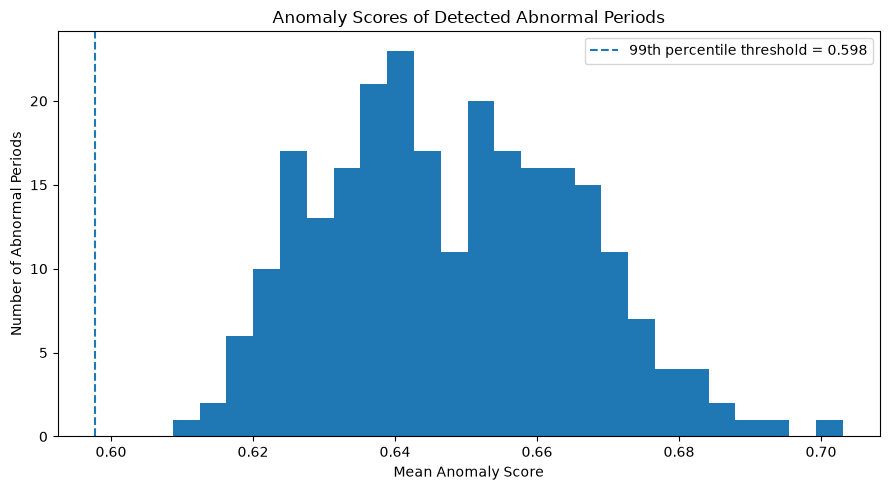 Anomaly Scores of Detected Abnormal Periods
99th percentile threshold = 0.598
Number of Abnormal Periods
20
15
10
5
0
0.60 0.62 0.64 0.66 0.68 0.70
Mean Anomaly Score